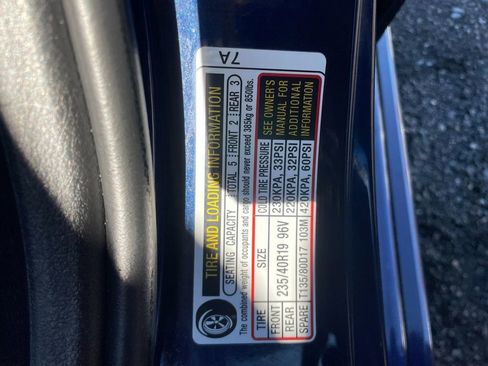 7A
TIRE AND LOADING INFORMATION
SEATING CAPACITY TOTAL 5 FRONT 2 REAR 3
The combined weight of occupants and cargo should never exceed 385kg or 850lbs.
TIRE SIZE COLD TIRE PRESSURE SEE OWNER'S
FRONT 235/40R19 96V 230KPA, 33PSI MANUAL FOR
REAR 220KPA, 32PSI ADDITIONAL
SPARE T135/80D17 103M 420KPA, 60PSI INFORMATION